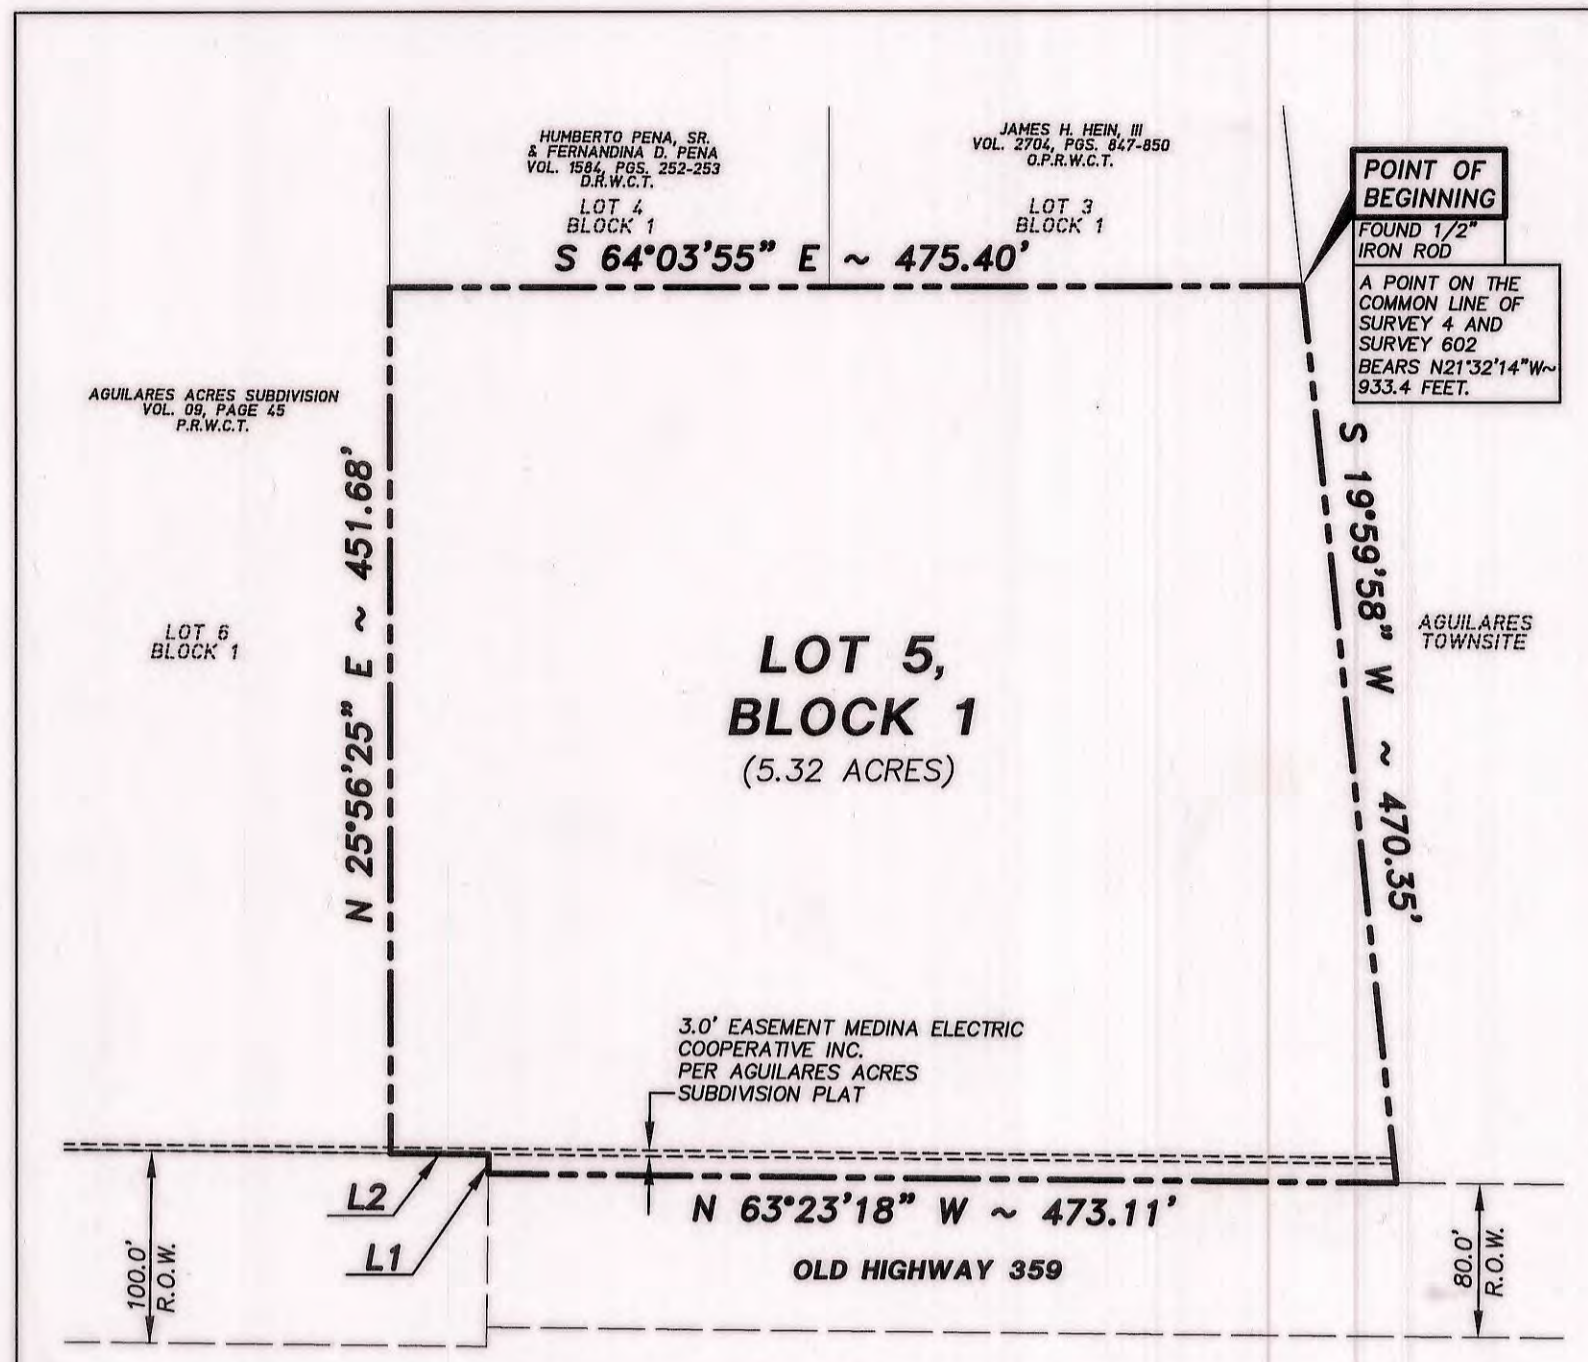 HUMBERTO PENA, SR.
& FERNANDINA D. PENA
VOL. 1584, PGS. 252-253
D.R.W.C.T.
LOT 4
BLOCK 1
JAMES H. HEIN, III
VOL. 2704, PGS. 847-850
O.P.R.W.C.T.
LOT 3
BLOCK 1
POINT OF
BEGINNING
FOUND 1/2"
IRON ROD
A POINT ON THE
COMMON LINE OF
SURVEY 4 AND
SURVEY 602
BEARS N21°32'14"W~
933.4 FEET.
S 64°03'55" E ~ 475.40'
AGUILARES ACRES SUBDIVISION
VOL. 09, PAGE 45
P.R.W.C.T.
N 25°56'25" E ~ 451.68'
S 19°59'58" W ~ 470.35'
LOT 6
BLOCK 1
LOT 5,
BLOCK 1
(5.32 ACRES)
AGUILARES
TOWNSITE
3.0' EASEMENT MEDINA ELECTRIC
COOPERATIVE INC.
PER AGUILARES ACRES
SUBDIVISION PLAT
L2
L1
N 63°23'18" W ~ 473.11'
OLD HIGHWAY 359
100.0'
R.O.W.
80.0'
R.O.W.